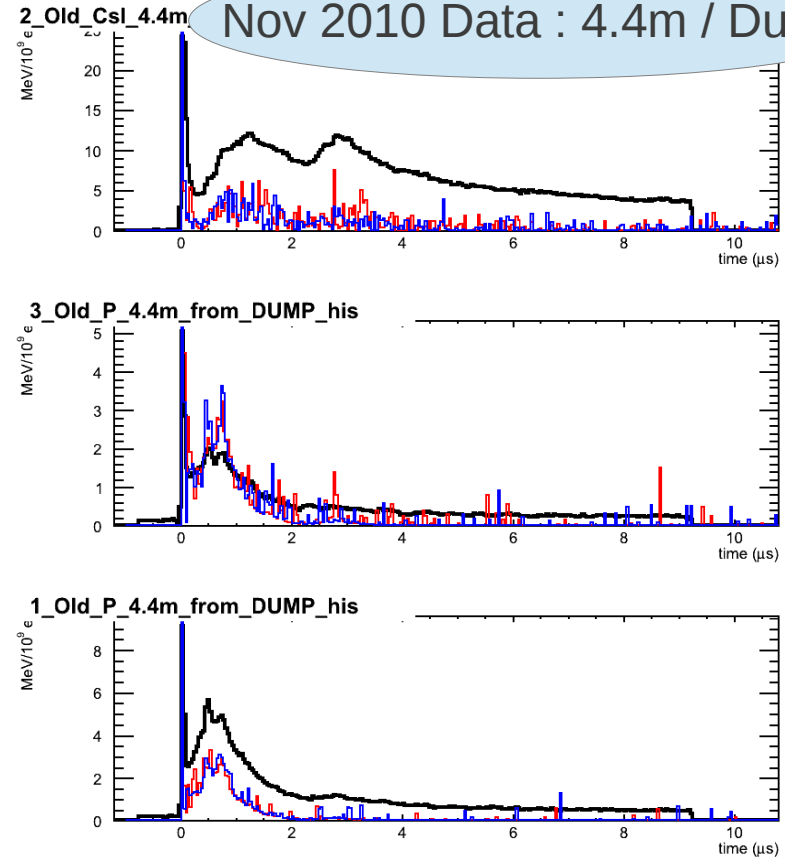 2_Old_CsI_4.4m
Nov 2010 Data : 4.4m / Du
MeV/10⁹ e
20
15
10
5
0
0 2 4 6 8 10
time (μs)
3_Old_P_4.4m_from_DUMP_his
MeV/10⁹ e
5
4
3
2
1
0
0 2 4 6 8 10
time (μs)
1_Old_P_4.4m_from_DUMP_his
MeV/10⁹ e
8
6
4
2
0
0 2 4 6 8 10
time (μs)